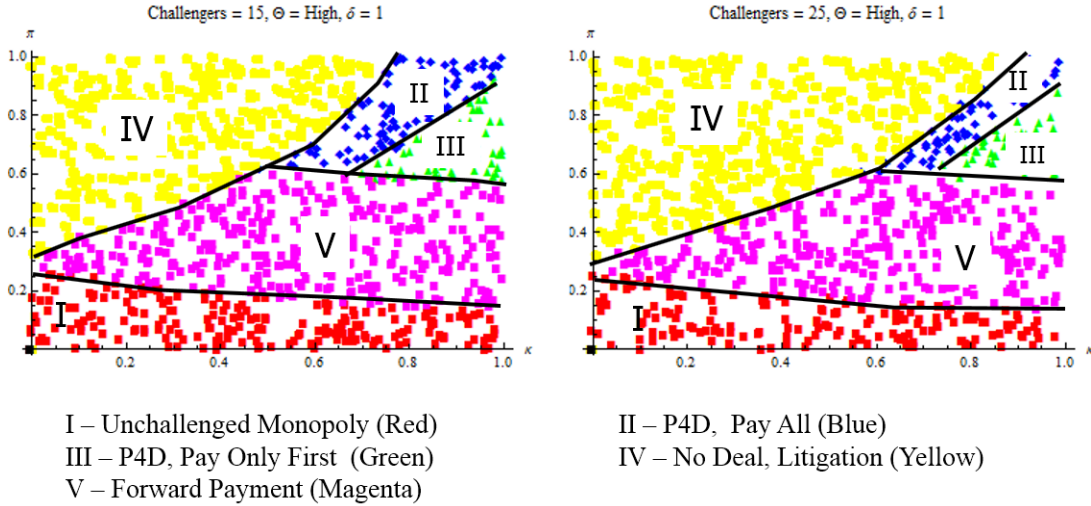 Challengers = 15, Θ = High, δ = 1
Challengers = 25, Θ = High, δ = 1
π
π
1.0
1.0
II
II
0.8
0.8
IV
IV
III
III
0.6
0.6
0.4
0.4
V
V
0.2
0.2
I
I
κ
κ
0.2 0.4 0.6 0.8 1.0
0.2 0.4 0.6 0.8 1.0
I – Unchallenged Monopoly (Red)
II – P4D, Pay All (Blue)
III – P4D, Pay Only First (Green)
IV – No Deal, Litigation (Yellow)
V – Forward Payment (Magenta)